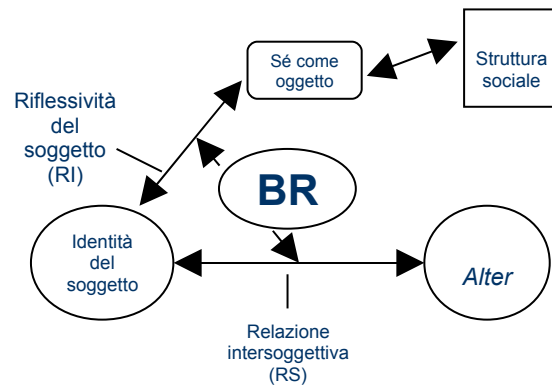 Sé come
oggetto
Struttura
sociale
Riflessività
del
soggetto
(RI)
BR
Identità
del
soggetto
Alter
Relazione
intersoggettiva
(RS)